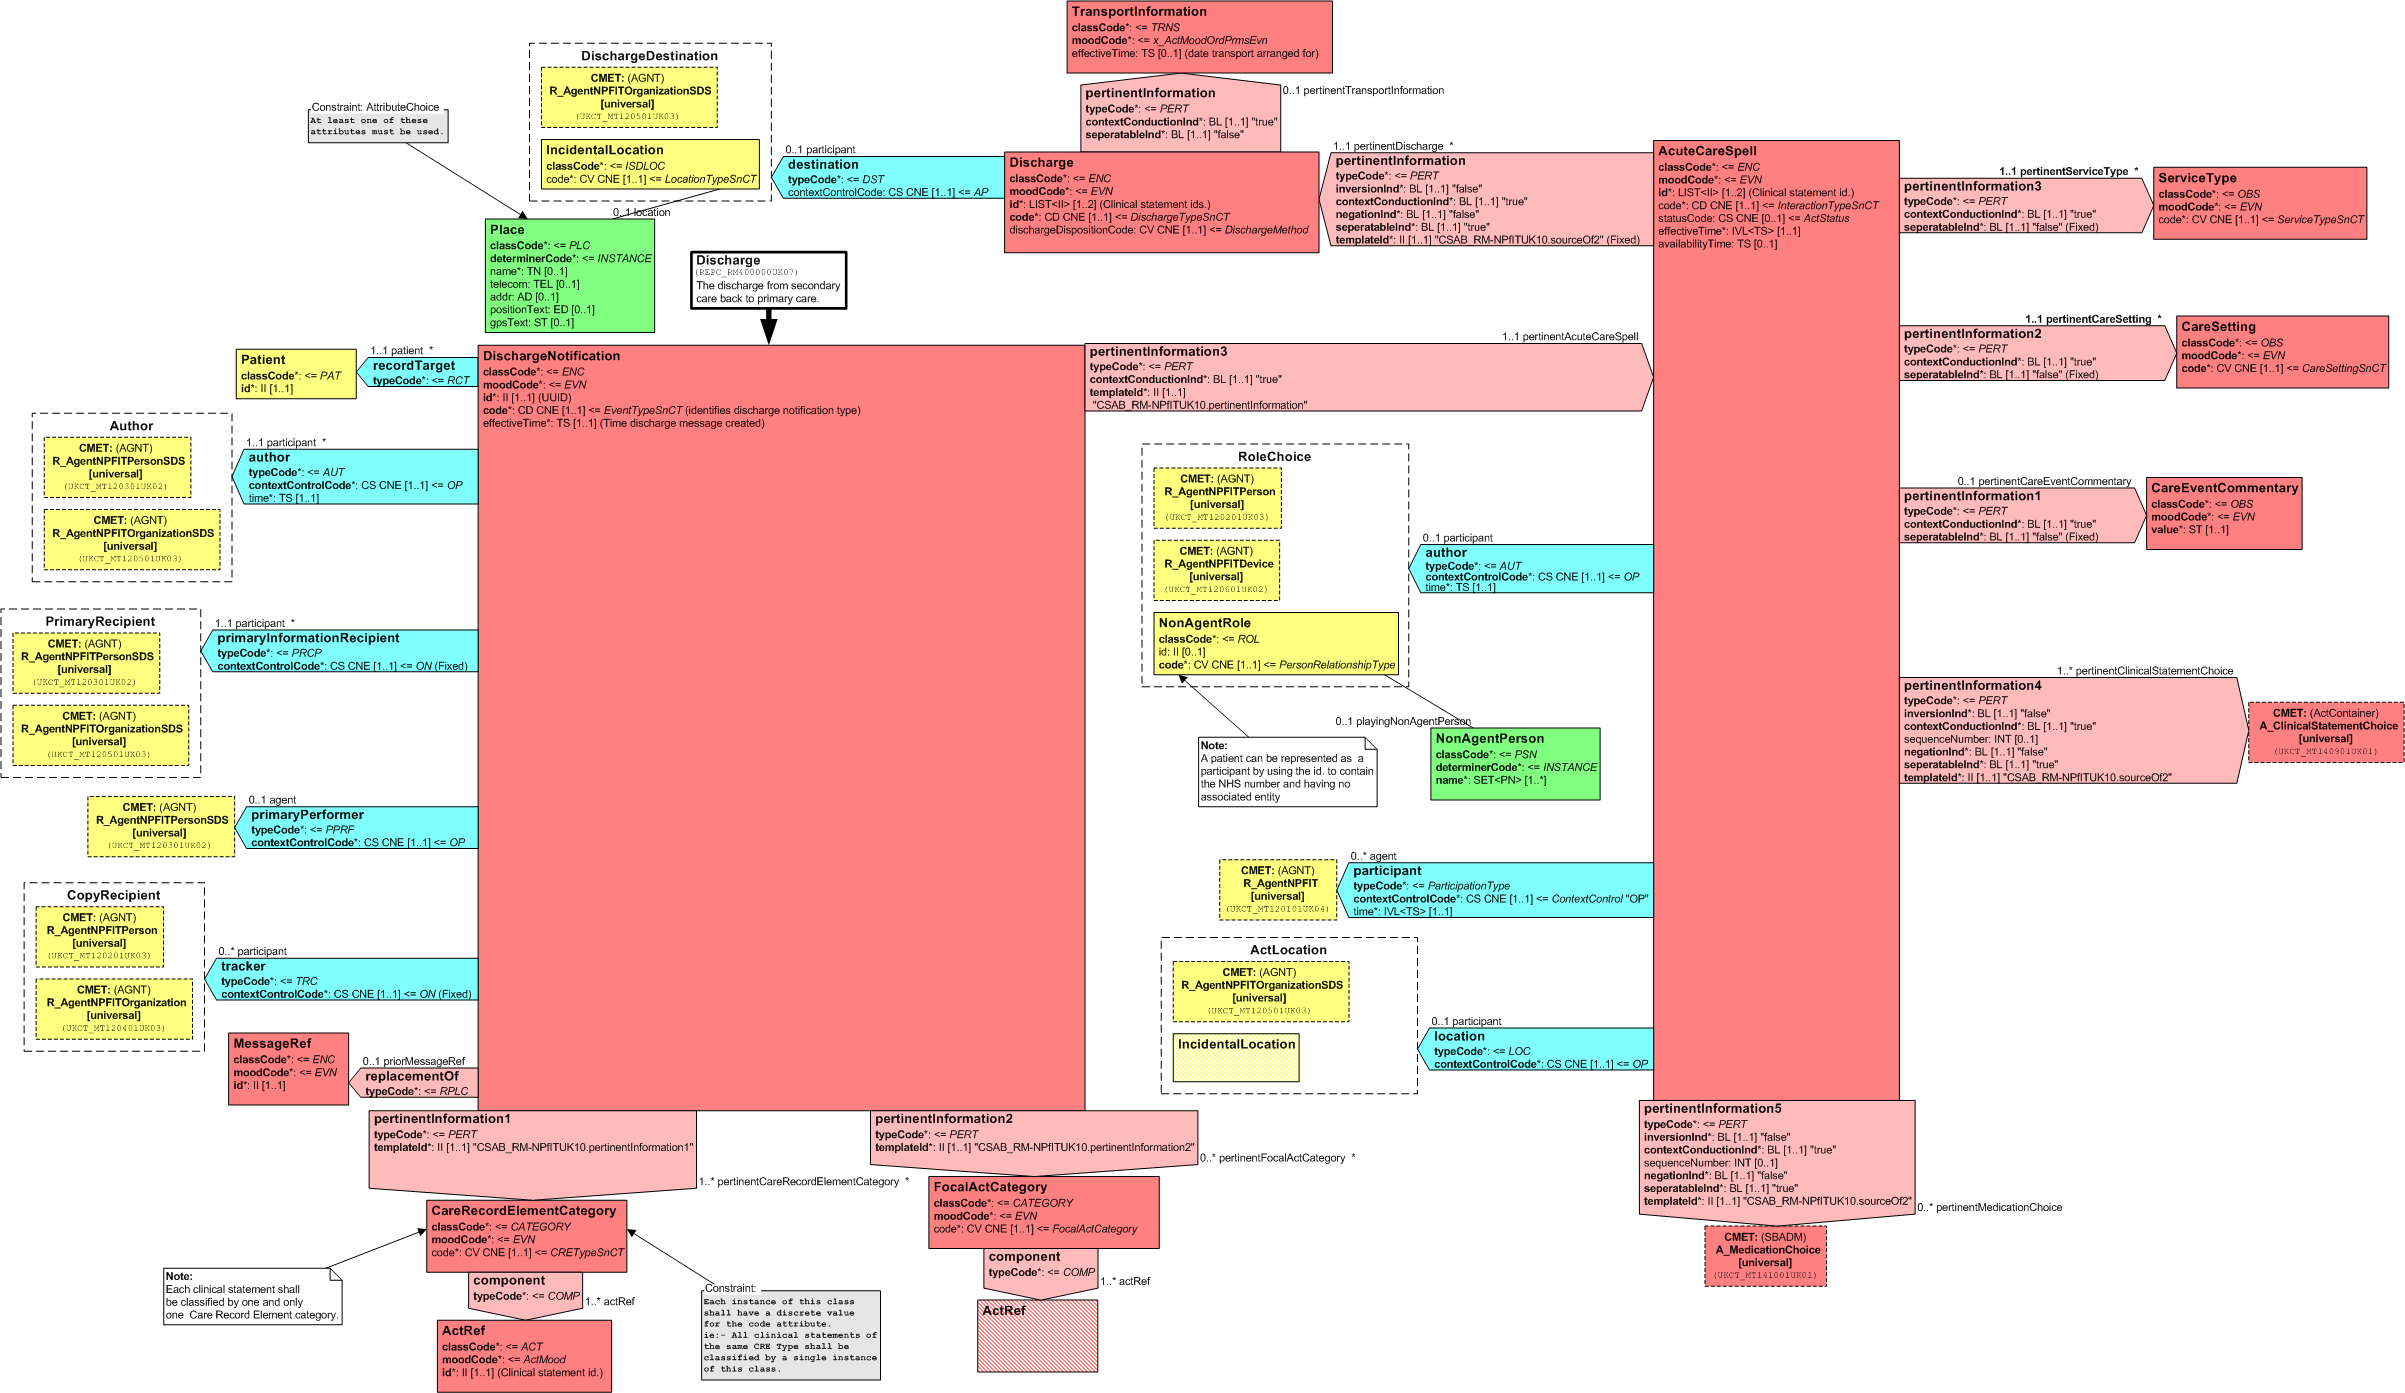 TransportInformation
classCode*: <= TRNS
moodCode*: <= x_ActMoodOrdPrmsEvn
effectiveTime: TS [0..1] (date transport arranged for)
pertinentInformation
typeCode*: <= PERT
contextConductionInd*: BL [1..1] "true"
seperatableInd*: BL [1..1] "false"
0..1 pertinentTransportInformation
DischargeDestination
CMET: (AGNT)
R_AgentNPFITOrganizationSDS
[universal]
(UKCT_MT120501UK03)
IncidentalLocation
classCode*: <= ISDLOC
code*: CV CNE [1..1] <= LocationTypeSnCT
Constraint: AttributeChoice
At least one of these
attributes must be used.
0..1 participant
destination
typeCode*: <= DST
contextControlCode: CS CNE [1..1] <= AP
Discharge
classCode*: <= ENC
moodCode*: <= EVN
id*: LIST<II> [1..2] (Clinical statement ids.)
code*: CD CNE [1..1] <= DischargeTypeSnCT
dischargeDispositionCode: CV CNE [1..1] <= DischargeMethod
1..1 pertinentDischarge *
pertinentInformation
typeCode*: <= PERT
inversionInd*: BL [1..1] "false"
contextConductionInd*: BL [1..1] "true"
negationInd*: BL [1..1] "false"
seperatableInd*: BL [1..1] "true"
templateId*: II [1..1] "CSAB_RM-NPfITUK10.sourceOf2" (Fixed)
AcuteCareSpell
classCode*: <= ENC
moodCode*: <= EVN
id*: LIST<II> [1..2] (Clinical statement id.)
code*: CD CNE [1..1] <= InteractionTypeSnCT
statusCode: CS CNE [0..1] <= ActStatus
effectiveTime*: IVL<TS> [1..1]
availabilityTime: TS [0..1]
1..1 pertinentServiceType *
pertinentInformation3
typeCode*: <= PERT
contextConductionInd*: BL [1..1] "true"
seperatableInd*: BL [1..1] "false" (Fixed)
ServiceType
classCode*: <= OBS
moodCode*: <= EVN
code*: CV CNE [1..1] <= ServiceTypeSnCT
0..1 location
Place
classCode*: <= PLC
determinerCode*: <= INSTANCE
name*: TN [0..1]
telecom: TEL [0..1]
addr: AD [0..1]
positionText: ED [0..1]
gpsText: ST [0..1]
Discharge
(REPC_RM400000UK07)
The discharge from secondary
care back to primary care.
1..1 pertinentCareSetting *
pertinentInformation2
typeCode*: <= PERT
contextConductionInd*: BL [1..1] "true"
seperatableInd*: BL [1..1] "false" (Fixed)
CareSetting
classCode*: <= OBS
moodCode*: <= EVN
code*: CV CNE [1..1] <= CareSettingSnCT
Patient
classCode*: <= PAT
id*: II [1..1]
1..1 patient *
recordTarget
typeCode*: <= RCT
DischargeNotification
classCode*: <= ENC
moodCode*: <= EVN
id*: II [1..1] (UUID)
code*: CD CNE [1..1] <= EventTypeSnCT (identifies discharge notification type)
effectiveTime*: TS [1..1] (Time discharge message created)
1..1 pertinentAcuteCareSpell
pertinentInformation3
typeCode*: <= PERT
contextConductionInd*: BL [1..1] "true"
templateId*: II [1..1]
"CSAB_RM-NPfITUK10.pertinentInformation"
Author
CMET: (AGNT)
R_AgentNPFITPersonSDS
[universal]
(UKCT_MT120301UK02)
CMET: (AGNT)
R_AgentNPFITOrganizationSDS
[universal]
(UKCT_MT120501UK03)
1..1 participant *
author
typeCode*: <= AUT
contextControlCode*: CS CNE [1..1] <= OP
time*: TS [1..1]
RoleChoice
CMET: (AGNT)
R_AgentNPFITPerson
[universal]
(UKCT_MT120201UK03)
CMET: (AGNT)
R_AgentNPFITDevice
[universal]
(UKCT_MT120601UK02)
NonAgentRole
classCode*: <= ROL
id: II [0..1]
code*: CV CNE [1..1] <= PersonRelationshipType
0..1 participant
author
typeCode*: <= AUT
contextControlCode*: CS CNE [1..1] <= OP
time*: TS [1..1]
0..1 pertinentCareEventCommentary
pertinentInformation1
typeCode*: <= PERT
contextConductionInd*: BL [1..1] "true"
seperatableInd*: BL [1..1] "false" (Fixed)
CareEventCommentary
classCode*: <= OBS
moodCode*: <= EVN
value*: ST [1..1]
PrimaryRecipient
CMET: (AGNT)
R_AgentNPFITPersonSDS
[universal]
(UKCT_MT120301UK02)
CMET: (AGNT)
R_AgentNPFITOrganizationSDS
[universal]
(UKCT_MT120501UK03)
1..1 participant *
primaryInformationRecipient
typeCode*: <= PRCP
contextControlCode*: CS CNE [1..1] <= ON (Fixed)
0..1 playingNonAgentPerson
NonAgentPerson
classCode*: <= PSN
determinerCode*: <= INSTANCE
name*: SET<PN> [1..*]
Note:
A patient can be represented as a
participant by using the id. to contain
the NHS number and having no
associated entity
1..* pertinentClinicalStatementChoice
pertinentInformation4
typeCode*: <= PERT
inversionInd*: BL [1..1] "false"
contextConductionInd*: BL [1..1] "true"
sequenceNumber: INT [0..1]
negationInd*: BL [1..1] "false"
seperatableInd*: BL [1..1] "true"
templateId*: II [1..1] "CSAB_RM-NPfITUK10.sourceOf2"
CMET: (ActContainer)
A_ClinicalStatementChoice
[universal]
(UKCT_MT140901UK01)
CMET: (AGNT)
R_AgentNPFITPersonSDS
[universal]
(UKCT_MT120301UK02)
0..1 agent
primaryPerformer
typeCode*: <= PPRF
contextControlCode*: CS CNE [1..1] <= OP
CMET: (AGNT)
R_AgentNPFIT
[universal]
(UKCT_MT120101UK04)
0..* agent
participant
typeCode*: <= ParticipationType
contextControlCode*: CS CNE [1..1] <= ContextControl "OP"
time*: IVL<TS> [1..1]
CopyRecipient
CMET: (AGNT)
R_AgentNPFITPerson
[universal]
(UKCT_MT120201UK03)
CMET: (AGNT)
R_AgentNPFITOrganization
[universal]
(UKCT_MT120401UK03)
0..* participant
tracker
typeCode*: <= TRC
contextControlCode*: CS CNE [1..1] <= ON (Fixed)
ActLocation
CMET: (AGNT)
R_AgentNPFITOrganizationSDS
[universal]
(UKCT_MT120501UK03)
IncidentalLocation
0..1 participant
location
typeCode*: <= LOC
contextControlCode*: CS CNE [1..1] <= OP
MessageRef
classCode*: <= ENC
moodCode*: <= EVN
id*: II [1..1]
0..1 priorMessageRef
replacementOf
typeCode*: <= RPLC
pertinentInformation1
typeCode*: <= PERT
templateId*: II [1..1] "CSAB_RM-NPfITUK10.pertinentInformation1"
1..* pertinentCareRecordElementCategory *
pertinentInformation2
typeCode*: <= PERT
templateId*: II [1..1] "CSAB_RM-NPfITUK10.pertinentInformation2"
0..* pertinentFocalActCategory *
pertinentInformation5
typeCode*: <= PERT
inversionInd*: BL [1..1] "false"
contextConductionInd*: BL [1..1] "true"
sequenceNumber: INT [0..1]
negationInd*: BL [1..1] "false"
seperatableInd*: BL [1..1] "true"
templateId*: II [1..1] "CSAB_RM-NPfITUK10.sourceOf2"
0..* pertinentMedicationChoice
CMET: (SBADM)
A_MedicationChoice
[universal]
(UKCT_MT141001UK01)
CareRecordElementCategory
classCode*: <= CATEGORY
moodCode*: <= EVN
code*: CV CNE [1..1] <= CRETypeSnCT
FocalActCategory
classCode*: <= CATEGORY
moodCode*: <= EVN
code*: CV CNE [1..1] <= FocalActCategory
component
typeCode*: <= COMP
1..* actRef
ActRef
Note:
Each clinical statement shall
be classified by one and only
one Care Record Element category.
component
typeCode*: <= COMP
1..* actRef
ActRef
classCode*: <= ACT
moodCode*: <= ActMood
id*: II [1..1] (Clinical statement id.)
Constraint:
Each instance of this class
shall have a discrete value
for the code attribute.
ie:- All clinical statements of
the same CRE Type shall be
classified by a single instance
of this class.